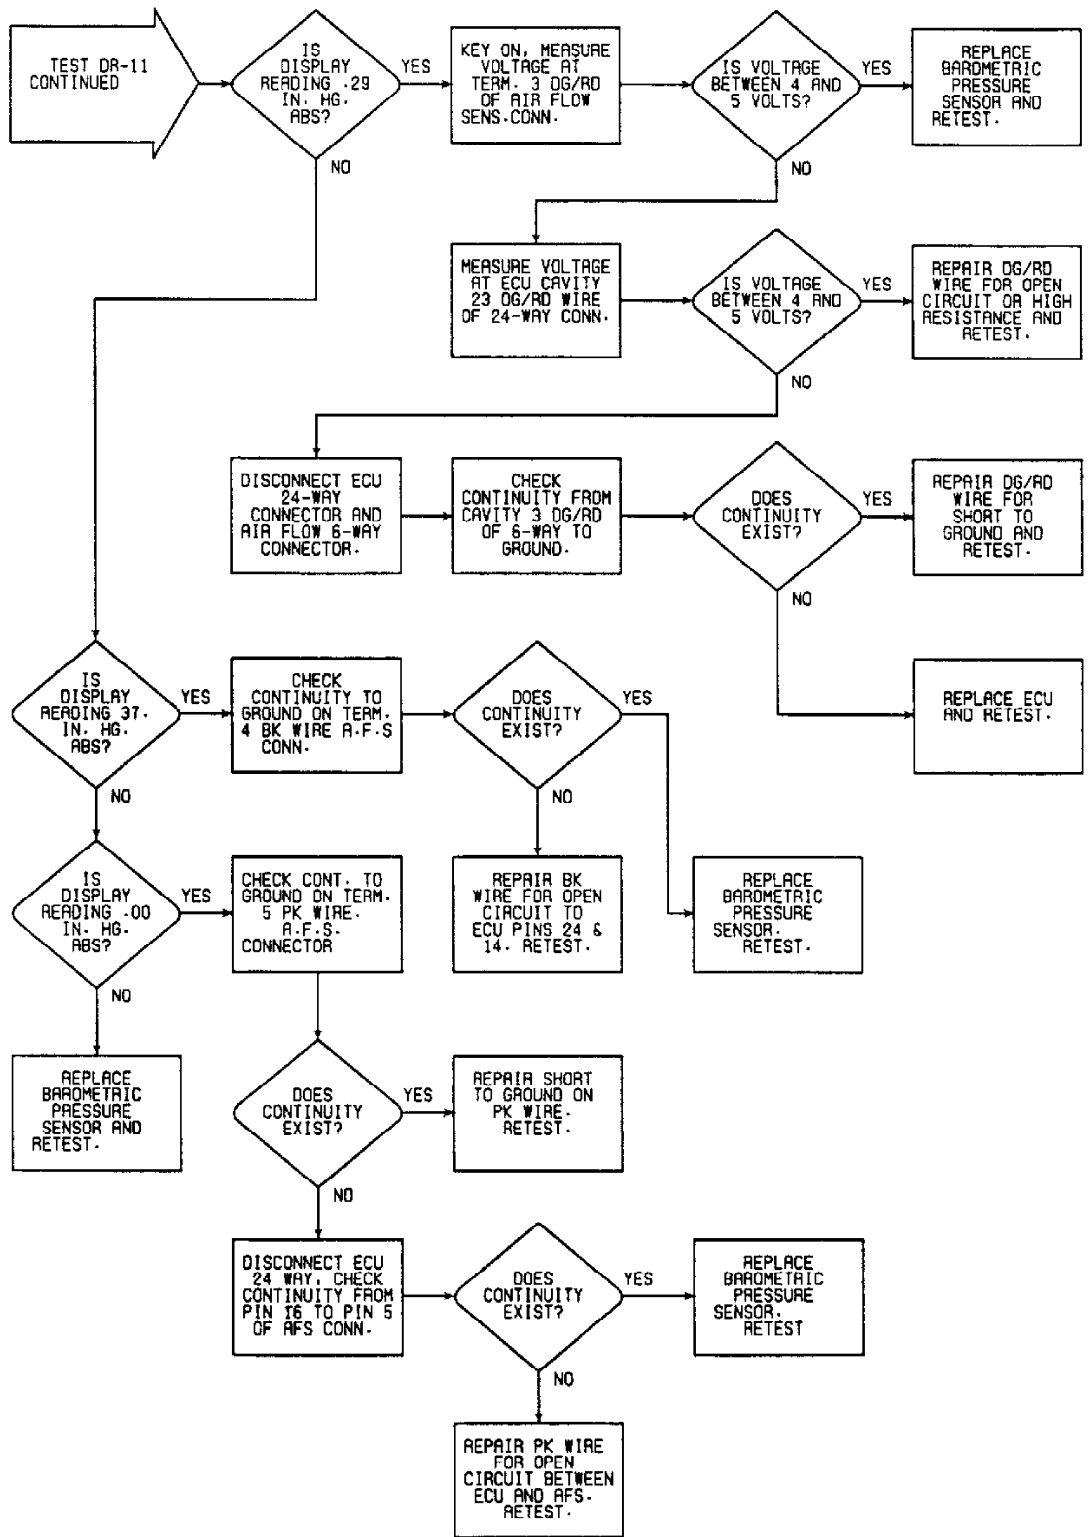 TEST DR-11
CONTINUED
IS
DISPLAY
READING .29
IN. HG.
ABS?
YES
NO
KEY ON, MEASURE
VOLTAGE AT
TERM. 3 DG/RD
OF AIR FLOW
SENS.CONN.
IS VOLTAGE
BETWEEN 4 AND
5 VOLTS?
YES
NO
REPLACE
BAROMETRIC
PRESSURE
SENSOR AND
RETEST.
MEASURE VOLTAGE
AT ECU CAVITY
23 DG/RD WIRE
OF 24-WAY CONN.
IS VOLTAGE
BETWEEN 4 AND
5 VOLTS?
YES
NO
REPAIR DG/RD
WIRE FOR OPEN
CIRCUIT OR HIGH
RESISTANCE AND
RETEST.
DISCONNECT ECU
24-WAY
CONNECTOR AND
AIR FLOW 6-WAY
CONNECTOR.
CHECK
CONTINUITY FROM
CAVITY 3 DG/RD
OF 6-WAY TO
GROUND.
DOES
CONTINUITY
EXIST?
YES
NO
REPAIR DG/RD
WIRE FOR
SHORT TO
GROUND AND
RETEST.
REPLACE ECU
AND RETEST.
IS
DISPLAY
READING 37.
IN. HG.
ABS?
YES
NO
CHECK
CONTINUITY TO
GROUND ON TERM.
4 BK WIRE A.F.S
CONN.
DOES
CONTINUITY
EXIST?
YES
NO
REPAIR BK
WIRE FOR OPEN
CIRCUIT TO
ECU PINS 24 &
14. RETEST.
REPLACE
BAROMETRIC
PRESSURE
SENSOR.
RETEST.
IS
DISPLAY
READING .00
IN. HG.
ABS?
YES
NO
CHECK CONT. TO
GROUND ON TERM.
5 PK WIRE.
A.F.S.
CONNECTOR
REPLACE
BAROMETRIC
PRESSURE
SENSOR AND
RETEST.
DOES
CONTINUITY
EXIST?
YES
NO
REPAIR SHORT
TO GROUND ON
PK WIRE.
RETEST.
DISCONNECT ECU
24 WAY, CHECK
CONTINUITY FROM
PIN 16 TO PIN 5
OF AFS CONN.
DOES
CONTINUITY
EXIST?
YES
NO
REPLACE
BAROMETRIC
PRESSURE
SENSOR.
RETEST
REPAIR PK WIRE
FOR OPEN
CIRCUIT BETWEEN
ECU AND AFS.
RETEST.